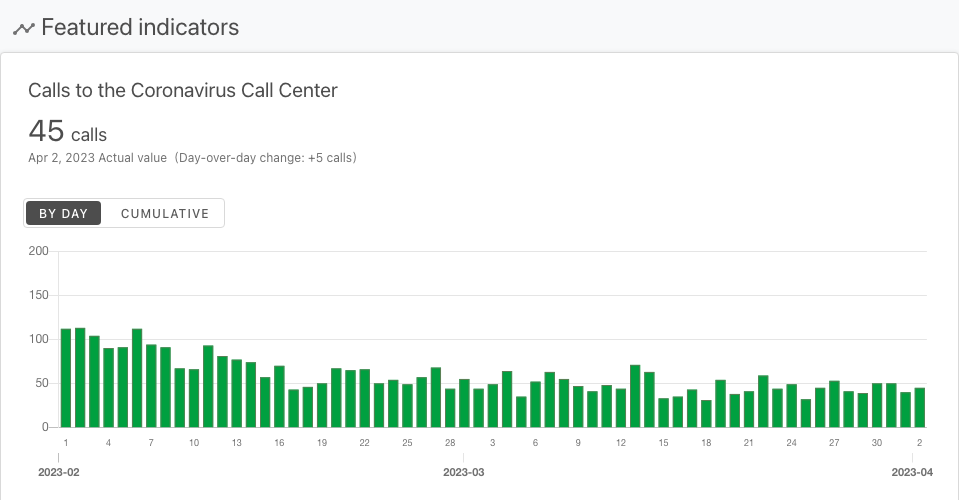 Featured indicators
Calls to the Coronavirus Call Center
45 calls
Apr 2, 2023 Actual value (Day-over-day change: +5 calls)
BY DAY CUMULATIVE
200
150
100
50
0
1 4 7 10 13 16 19 22 25 28 3 6 9 12 15 18 21 24 27 30 2
2023-02 2023-03 2023-04